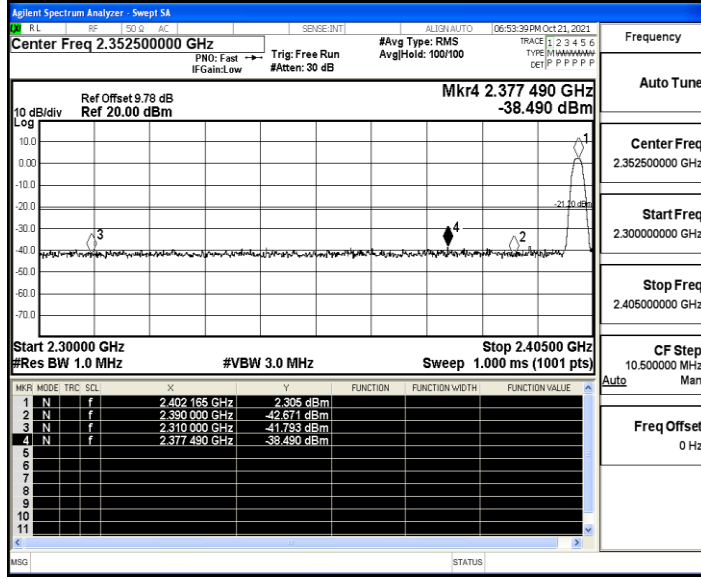 Agilent Spectrum Analyzer - Swept SA
RL RF 50 Ω AC SENSE:INT ALIGN AUTO 06:53:39 PM Oct 21, 2021
Center Freq 2.352500000 GHz
PNO: Fast
IFGain:Low
Trig: Free Run
#Atten: 30 dB
#Avg Type: RMS
Avg|Hold: 100/100
TRACE 1 2 3 4 5 6
TYPE MWWWWW
DET P P P P P P
Mkr4 2.377 490 GHz
-38.490 dBm
Ref Offset 9.78 dB
10 dB/div Ref 20.00 dBm
Log
10.0
0.00
-10.0
-20.0
-30.0
-40.0
-50.0
-60.0
-70.0
1
-21.20 dBm
3
4
2
Start 2.30000 GHz Stop 2.40500 GHz
#Res BW 1.0 MHz #VBW 3.0 MHz Sweep 1.000 ms (1001 pts)
MKR MODE TRC SCL X Y FUNCTION FUNCTION WIDTH FUNCTION VALUE
1 N f 2.402 165 GHz 2.305 dBm
2 N f 2.390 000 GHz -42.671 dBm
3 N f 2.310 000 GHz -41.793 dBm
4 N f 2.377 490 GHz -38.490 dBm
5
6
7
8
9
10
11
MSG STATUS
Frequency
Auto Tune
Center Freq
2.352500000 GHz
Start Freq
2.300000000 GHz
Stop Freq
2.405000000 GHz
CF Step
10.500000 MHz
Auto Man
Freq Offset
0 Hz